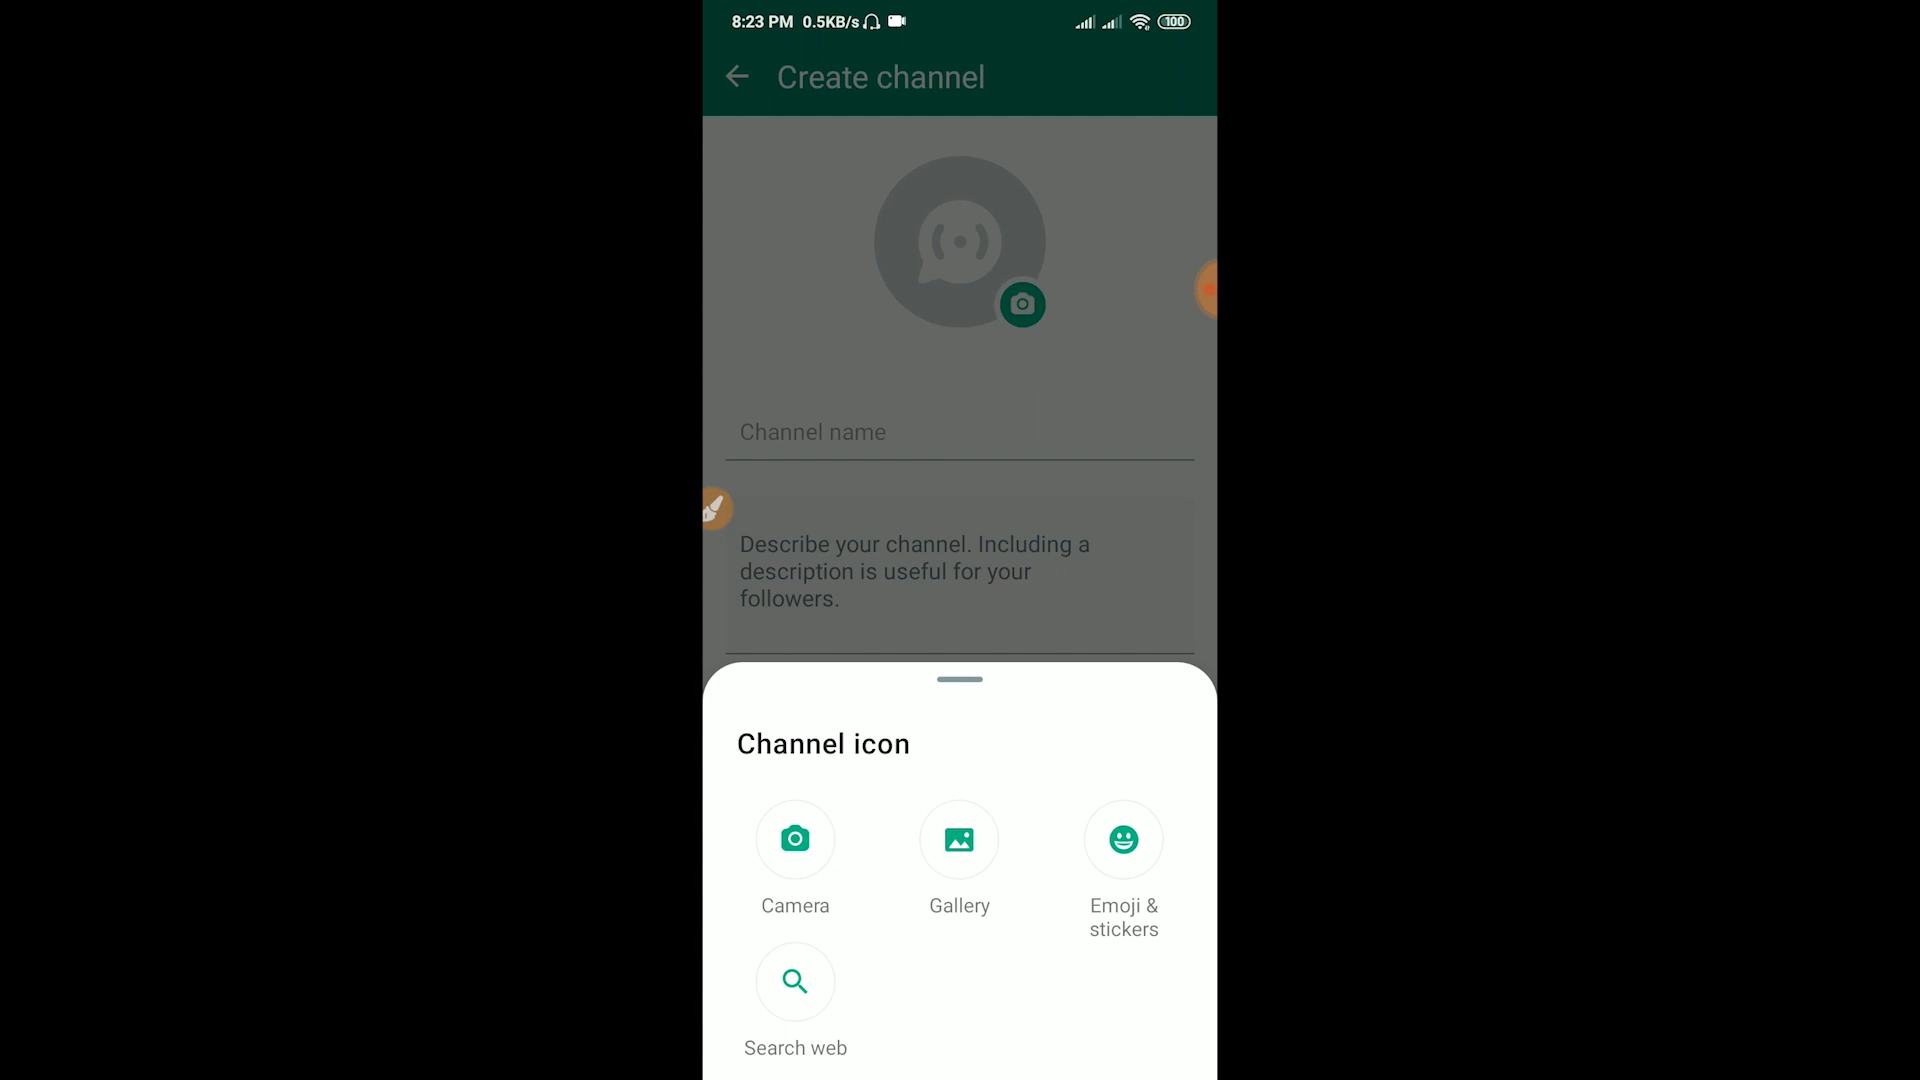 8:23 PM 0.5KB/s 100
Create channel
Channel name
Describe your channel. Including a
description is useful for your
followers.
Channel icon
Camera Gallery Emoji &
stickers
Search web